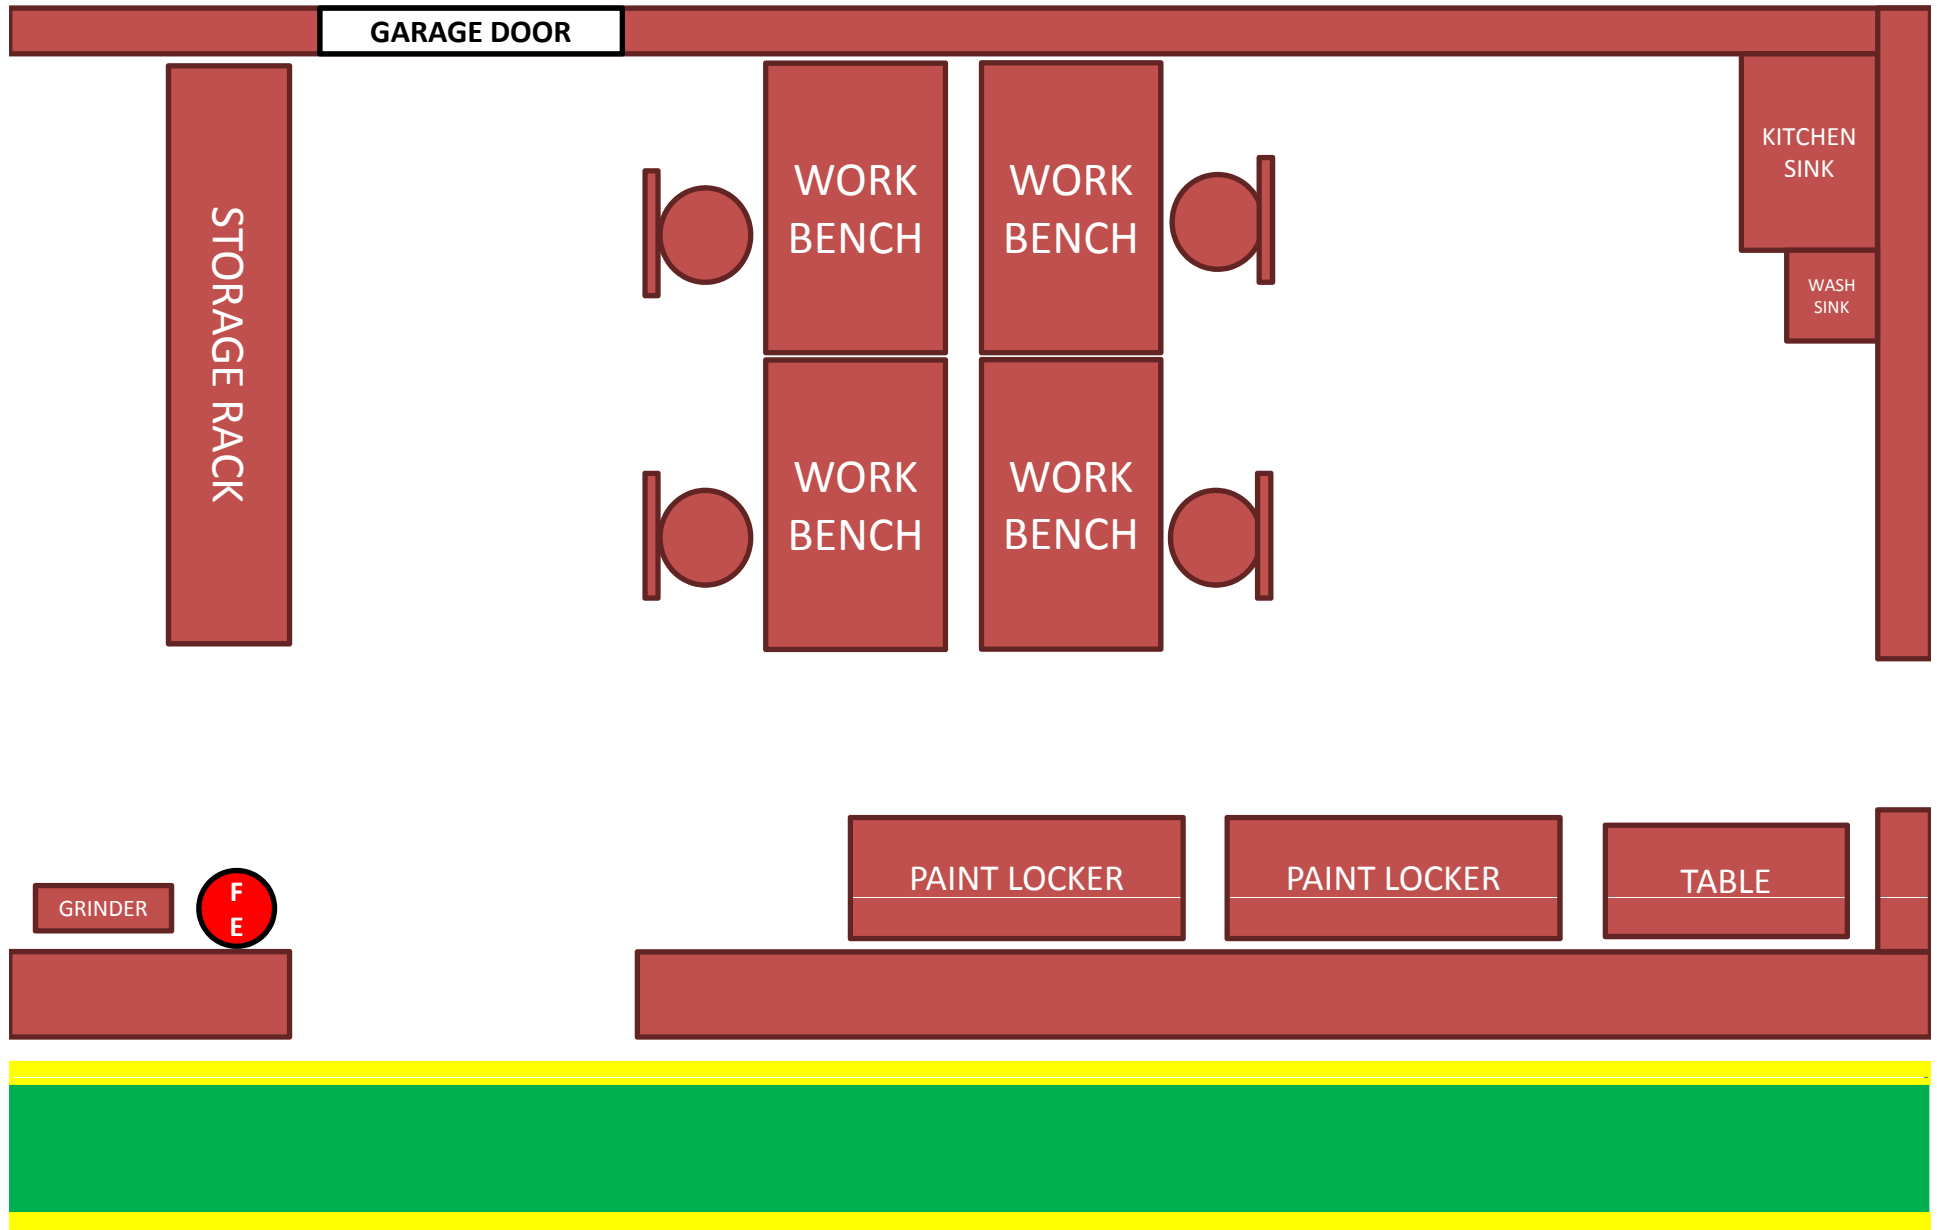 GARAGE DOOR
STORAGE RACK
WORK
BENCH
WORK
BENCH
KITCHEN
SINK
WASH
SINK
WORK
BENCH
WORK
BENCH
PAINT LOCKER
PAINT LOCKER
TABLE
GRINDER
F
E